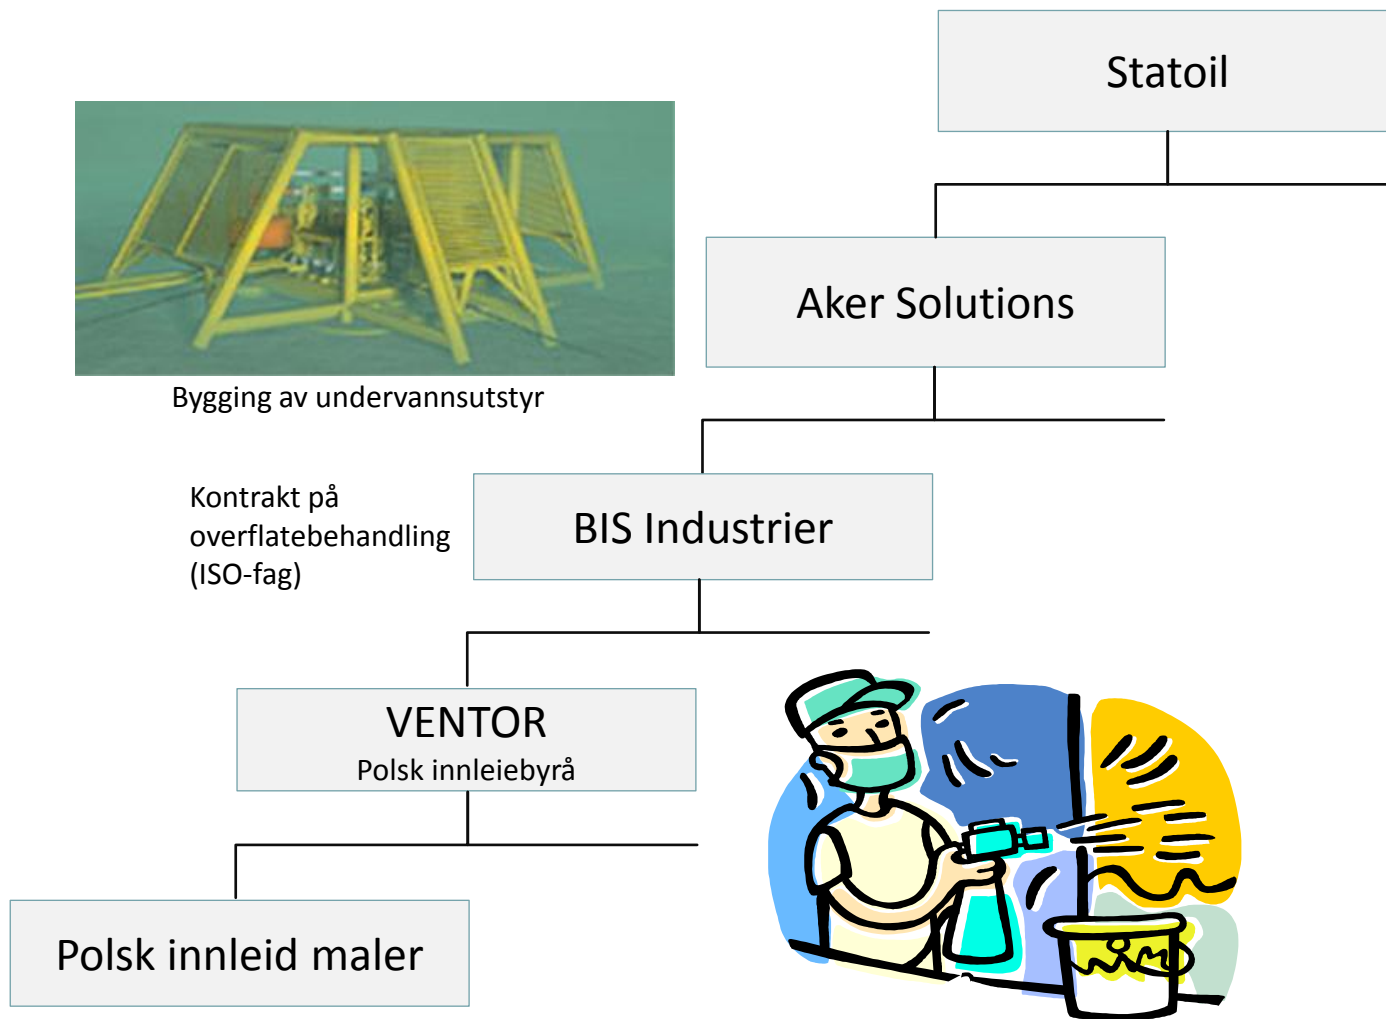 Statoil
Aker Solutions
Bygging av undervannsutstyr
Kontrakt på
overflatebehandling
(ISO-fag)
BIS Industrier
VENTOR
Polsk innleiebyrå
Polsk innleid maler